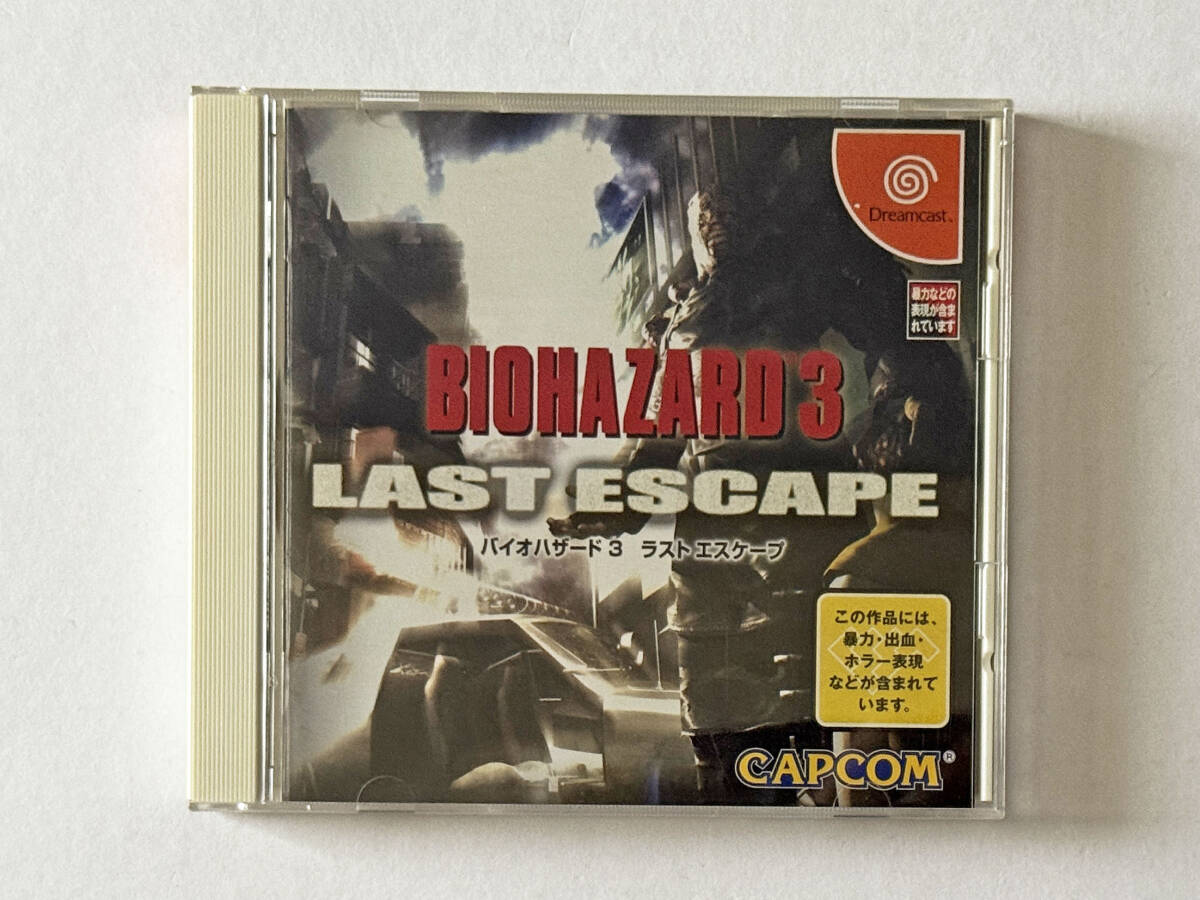 Dreamcast™
暴力などの
表現が含ま
れています
BIOHAZARD™ 3
LAST ESCAPE
バイオハザード3 ラスト エスケープ
この作品には、
暴力・出血・
ホラー表現
などが含まれて
います。
CAPCOM®